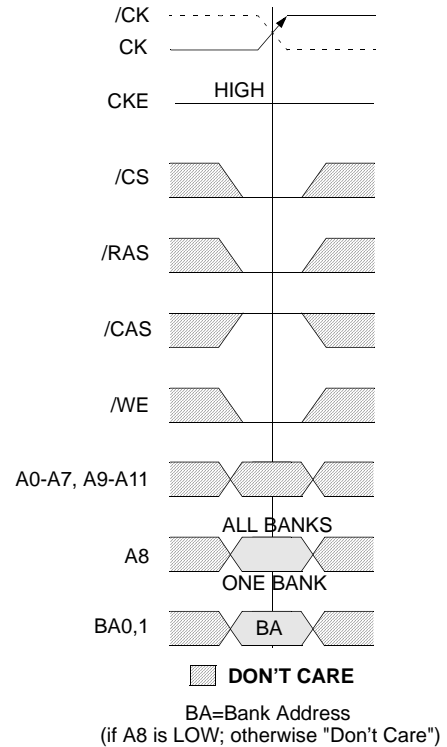 /CK
CK
CKE
HIGH
/CS
/RAS
/CAS
/WE
A0-A7, A9-A11
ALL BANKS
A8
ONE BANK
BA0,1
BA
DON'T CARE
BA=Bank Address
(if A8 is LOW; otherwise "Don't Care")